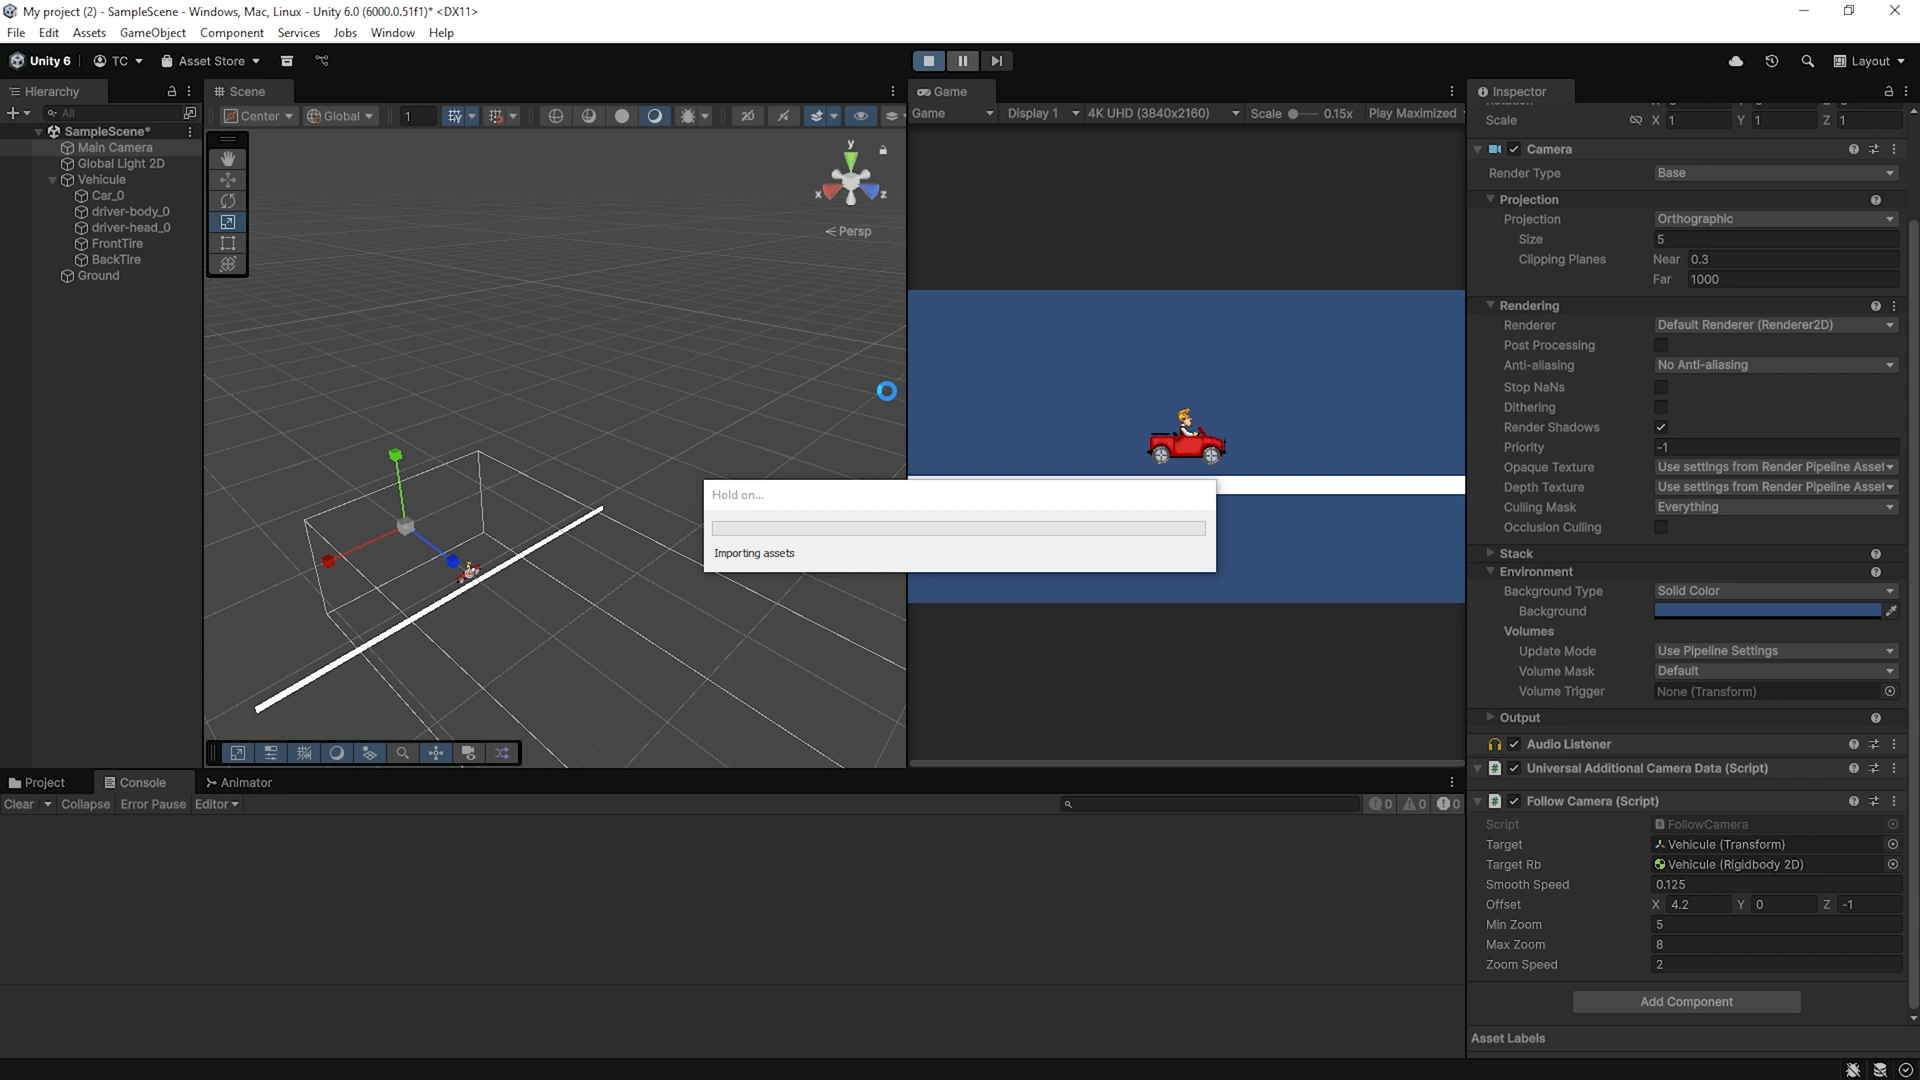 My project (2) - SampleScene - Windows, Mac, Linux - Unity 6.0 (6000.0.51f1)* <DX11>
File Edit Assets GameObject Component Services Jobs Window Help
Unity 6 TC Asset Store Layout
Hierarchy
All
SampleScene*
Main Camera
Global Light 2D
Vehicule
Car_0
driver-body_0
driver-head_0
FrontTire
BackTire
Ground
Scene
Center Global 1
y
x z
Persp
Game
Game Display 1 4K UHD (3840x2160) Scale 0.15x Play Maximized
Hold on...
Importing assets
Inspector
Scale X 1 Y 1 Z 1
Camera
Render Type Base
Projection
Projection Orthographic
Size 5
Clipping Planes Near 0.3
Far 1000
Rendering
Renderer Default Renderer (Renderer2D)
Post Processing
Anti-aliasing No Anti-aliasing
Stop NaNs
Dithering
Render Shadows
Priority -1
Opaque Texture Use settings from Render Pipeline Asset
Depth Texture Use settings from Render Pipeline Asset
Culling Mask Everything
Occlusion Culling
Stack
Environment
Background Type Solid Color
Background
Volumes
Update Mode Use Pipeline Settings
Volume Mask Default
Volume Trigger None (Transform)
Output
Audio Listener
Universal Additional Camera Data (Script)
Follow Camera (Script)
Script FollowCamera
Target Vehicule (Transform)
Target Rb Vehicule (Rigidbody 2D)
Smooth Speed 0.125
Offset X 4.2 Y 0 Z -1
Min Zoom 5
Max Zoom 8
Zoom Speed 2
Add Component
Asset Labels
Project Console Animator
Clear Collapse Error Pause Editor 0 0 0